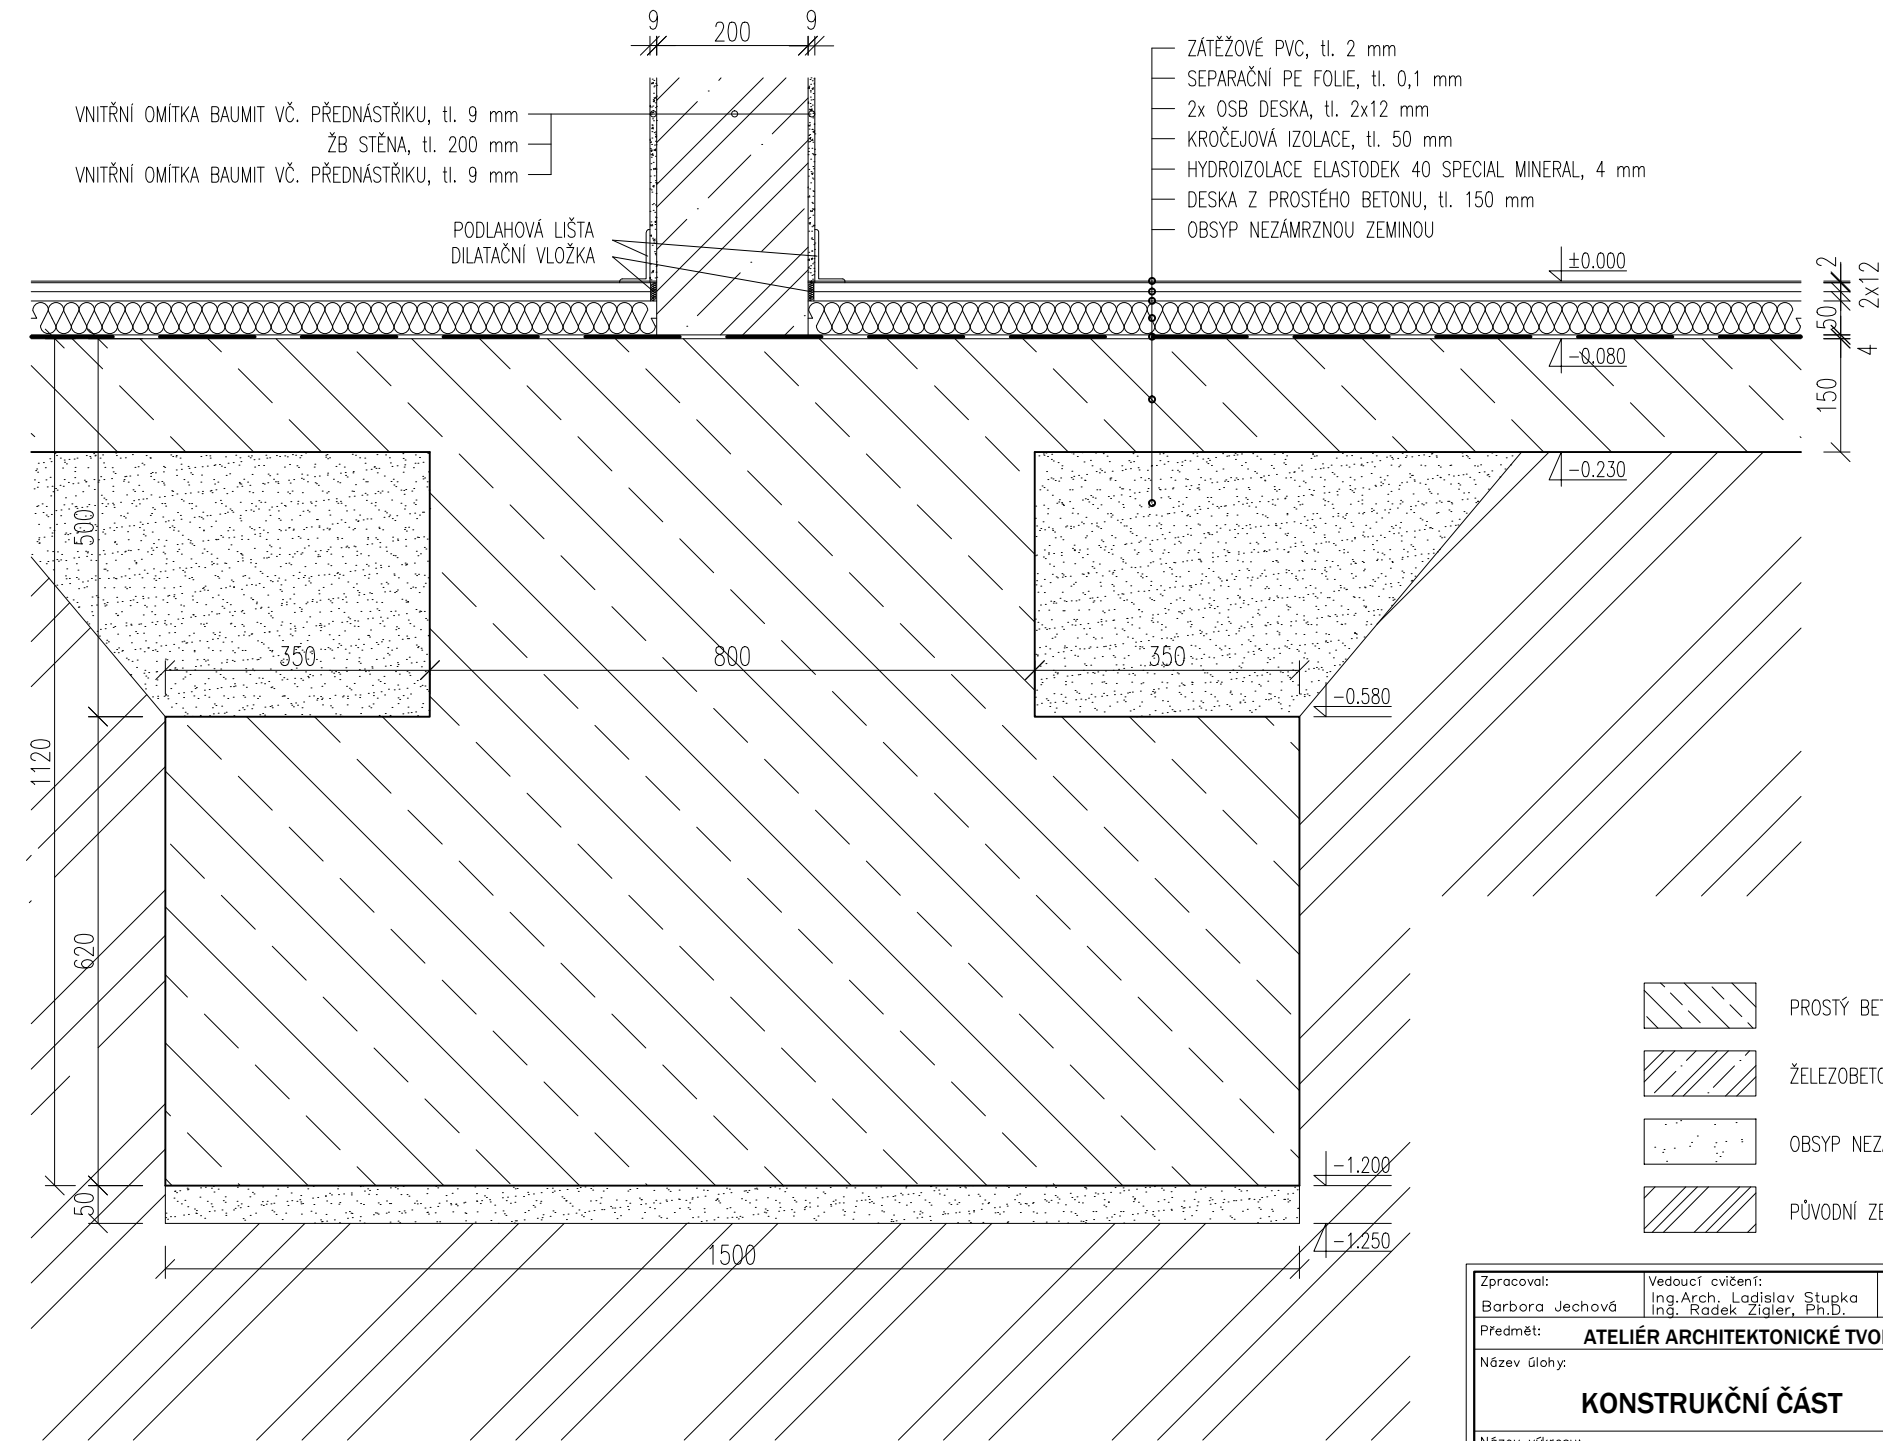 9
200
9
ZÁTĚŽOVÉ PVC, tl. 2 mm
SEPARAČNÍ PE FOLIE, tl. 0,1 mm
2x OSB DESKA, tl. 2x12 mm
KROČEJOVÁ IZOLACE, tl. 50 mm
HYDROIZOLACE ELASTODEK 40 SPECIAL MINERAL, 4 mm
DESKA Z PROSTÉHO BETONU, tl. 150 mm
OBSYP NEZÁMRZNOU ZEMINOU
VNITŘNÍ OMÍTKA BAUMIT VČ. PŘEDNÁSTŘIKU, tl. 9 mm
ŽB STĚNA, tl. 200 mm
VNITŘNÍ OMÍTKA BAUMIT VČ. PŘEDNÁSTŘIKU, tl. 9 mm
PODLAHOVÁ LIŠTA
DILATAČNÍ VLOŽKA
±0.000
2
2x12
50
4
-0.080
150
-0.230
500
350
800
350
-0.580
1120
620
-1.200
50
-1.250
1500
PROSTÝ BE
ŽELEZOBETO
OBSYP NEZ
PŮVODNÍ ZE
Zpracoval:
Barbora Jechová
Vedoucí cvičení:
Ing.Arch. Ladislav Stupka
Ing. Radek Zigler, Ph.D.
Předmět:
ATELIÉR ARCHITEKTONICKÉ TVO
Název úlohy:
KONSTRUKČNÍ ČÁST